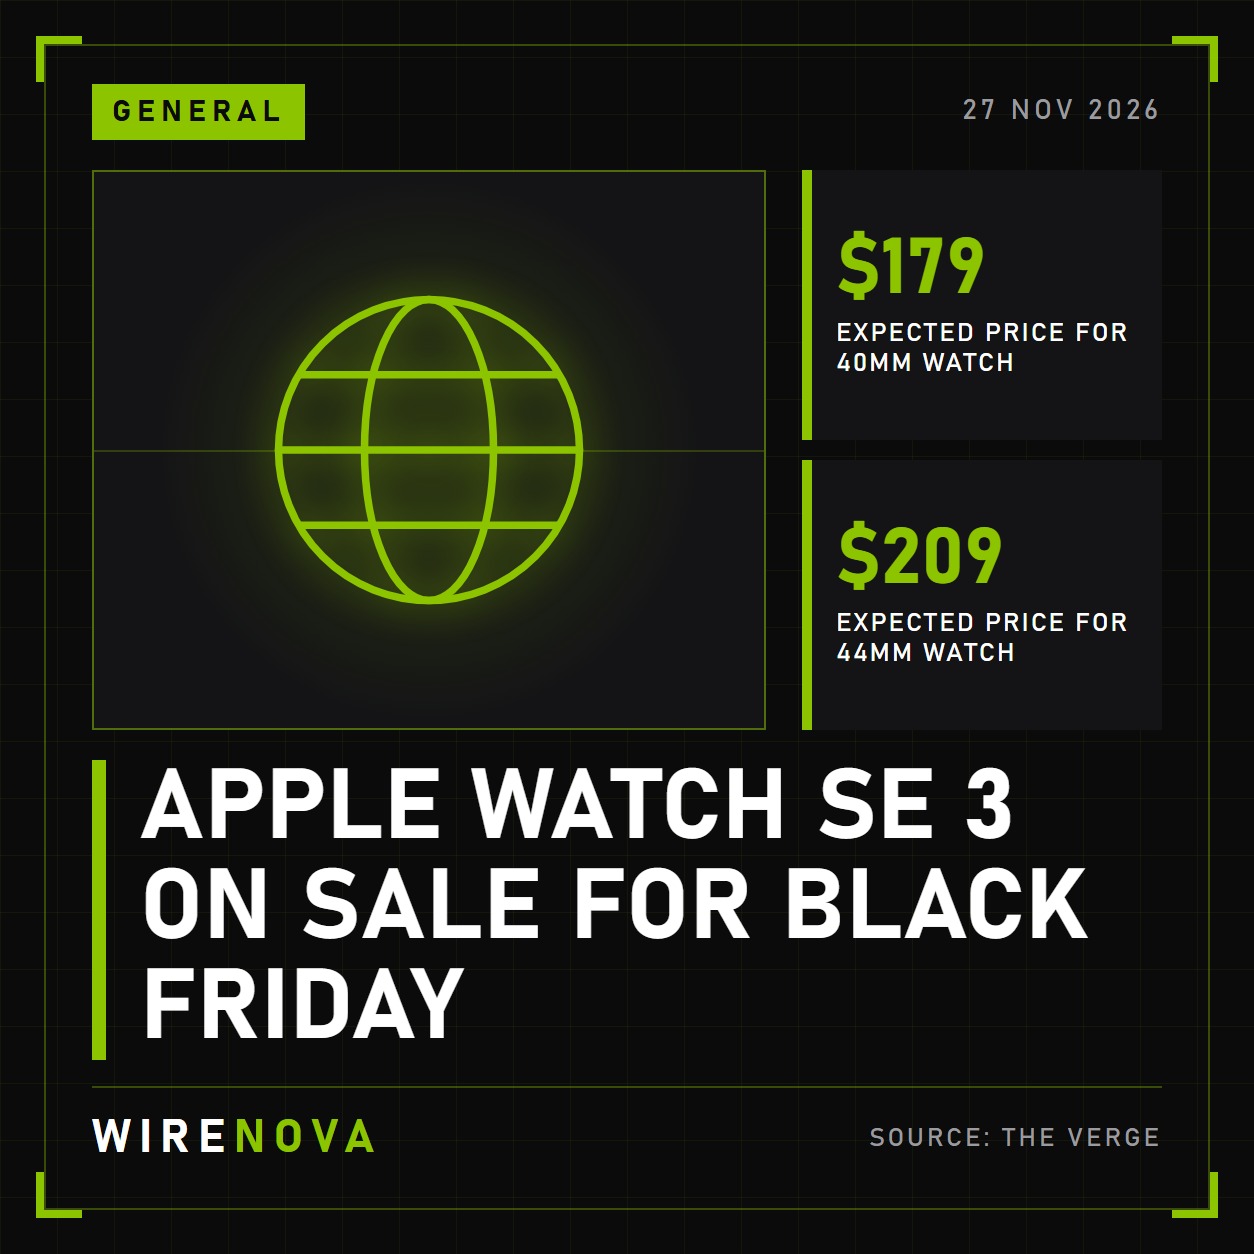 GENERAL
27 NOV 2026
$179
EXPECTED PRICE FOR
40MM WATCH
$209
EXPECTED PRICE FOR
44MM WATCH
APPLE WATCH SE 3
ON SALE FOR BLACK
FRIDAY
WIRENOVA
SOURCE: THE VERGE